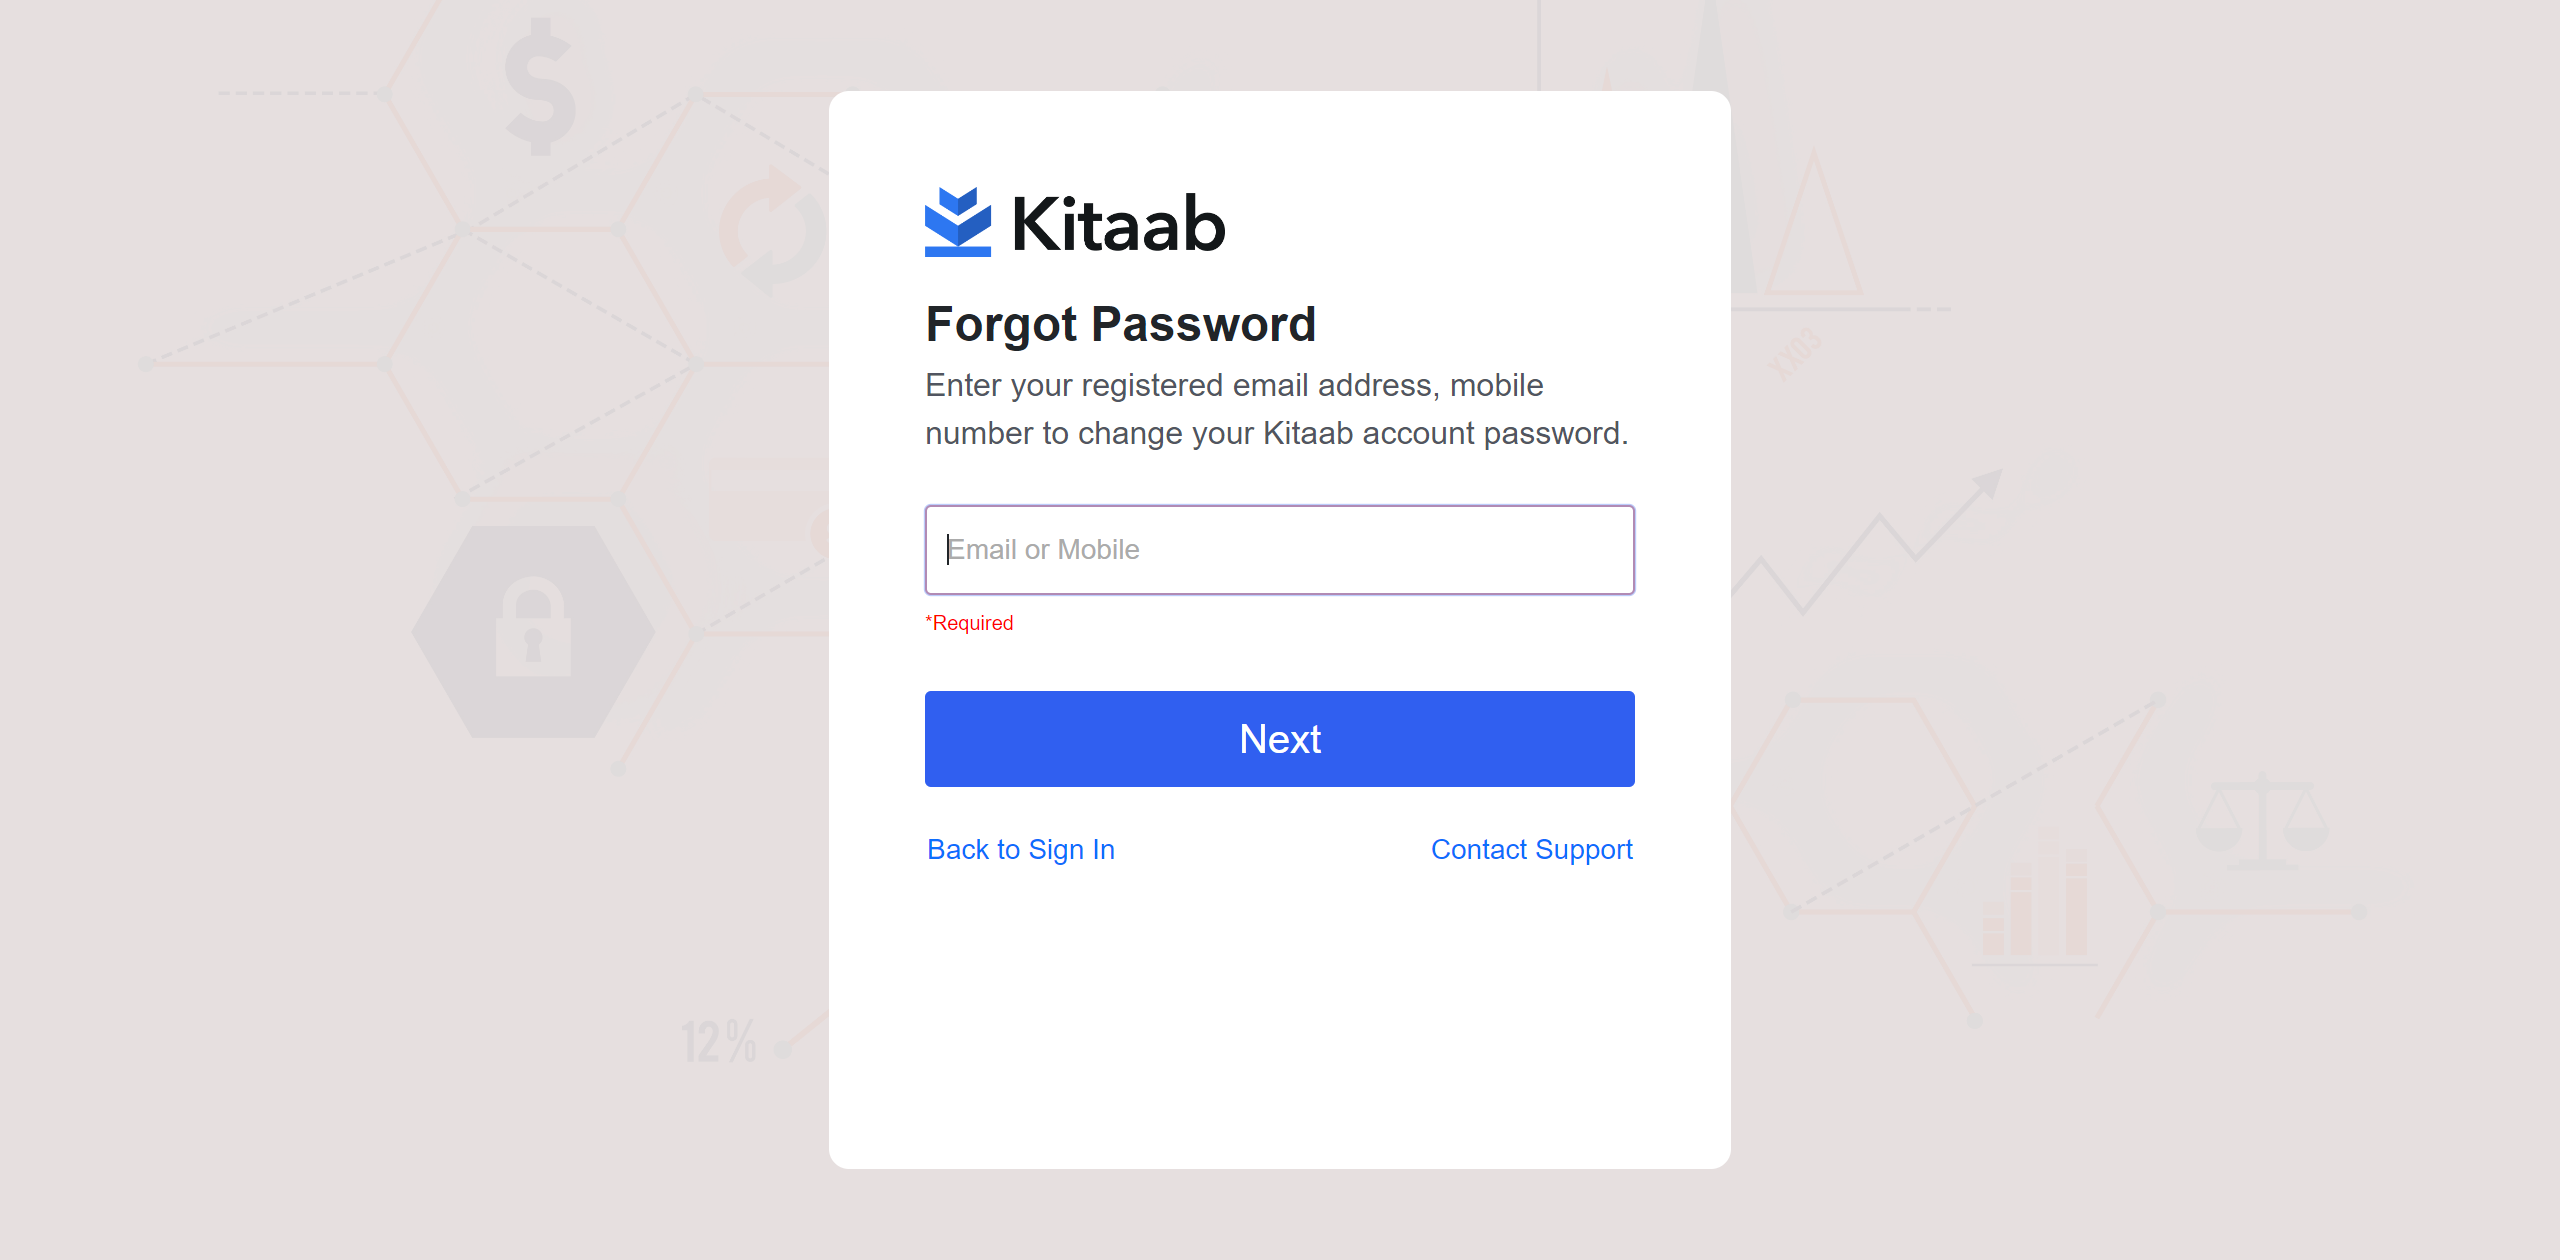 $
Kitaab
Forgot Password
Enter your registered email address, mobile
number to change your Kitaab account password.
Email or Mobile
*Required
Next
Back to Sign In
Contact Support
12%